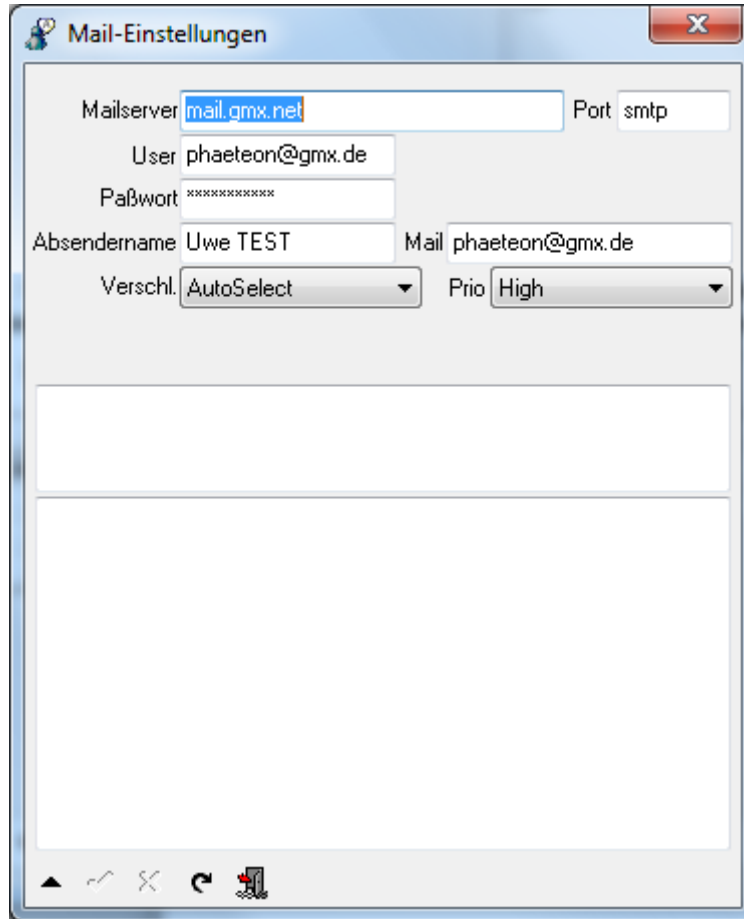 Mail-Einstellungen
Mailserver mail.gmx.net Port smtp
User phaeteon@gmx.de
Paßwort ***********
Absendername Uwe TEST Mail phaeteon@gmx.de
Verschl. AutoSelect Prio High